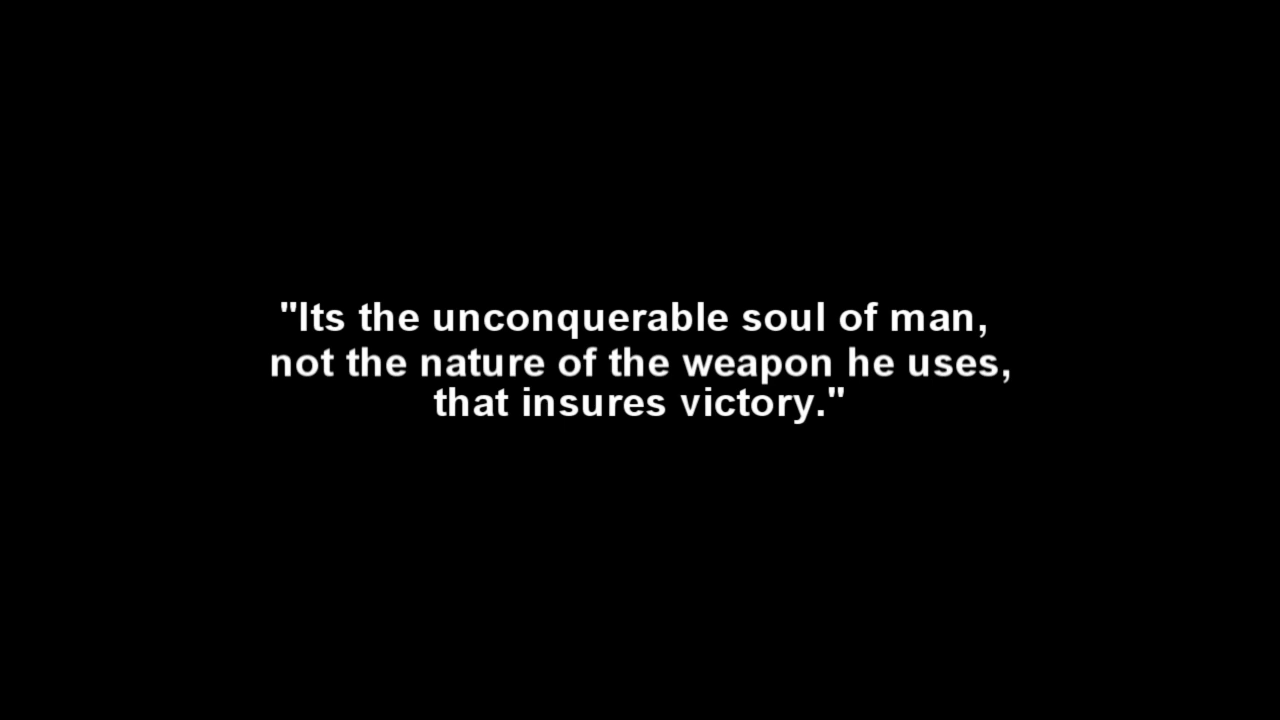 "Its the unconquerable soul of man,
not the nature of the weapon he uses,
that insures victory."